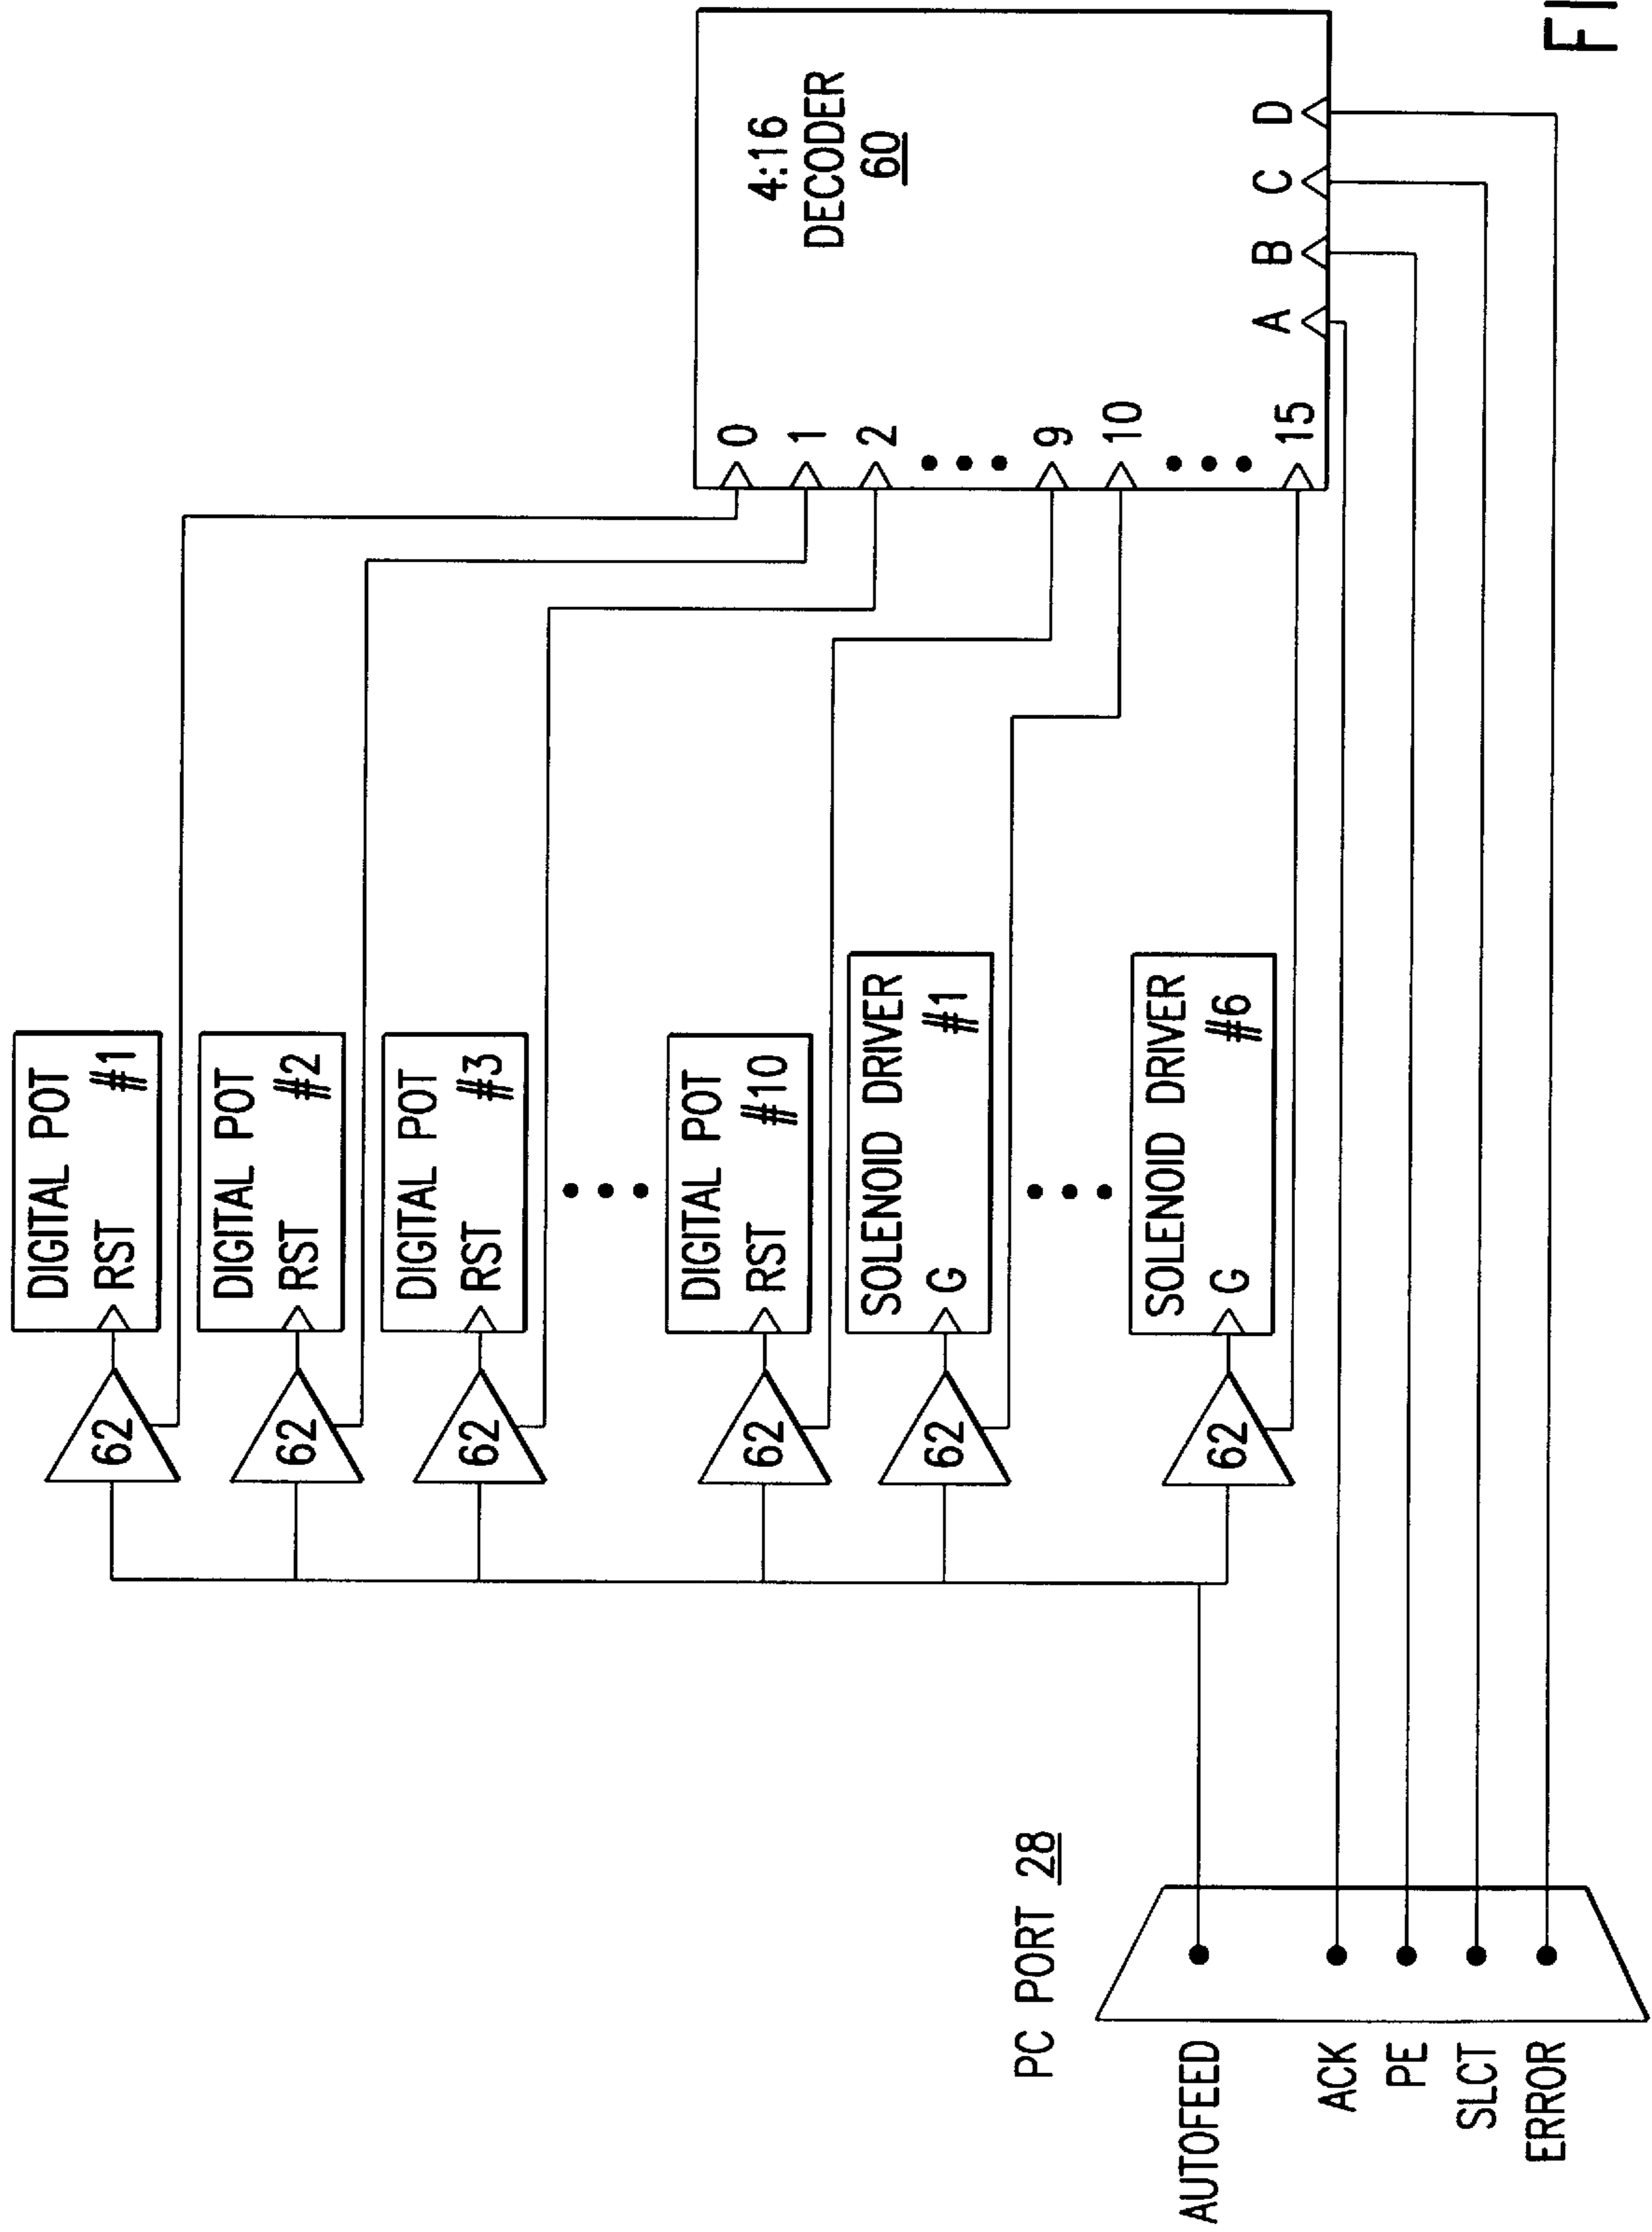 DIGITAL POT
RST #1
DIGITAL POT
RST #2
DIGITAL POT
RST #3
DIGITAL POT
RST #10
SOLENOID DRIVER
G #1
SOLENOID DRIVER
G #6
62
62
62
62
62
62
4:16
DECODER
60
0
1
2
9
10
15
A
B
C
D
PC PORT 28
AUTOFEED
ACK
PE
SLCT
ERROR